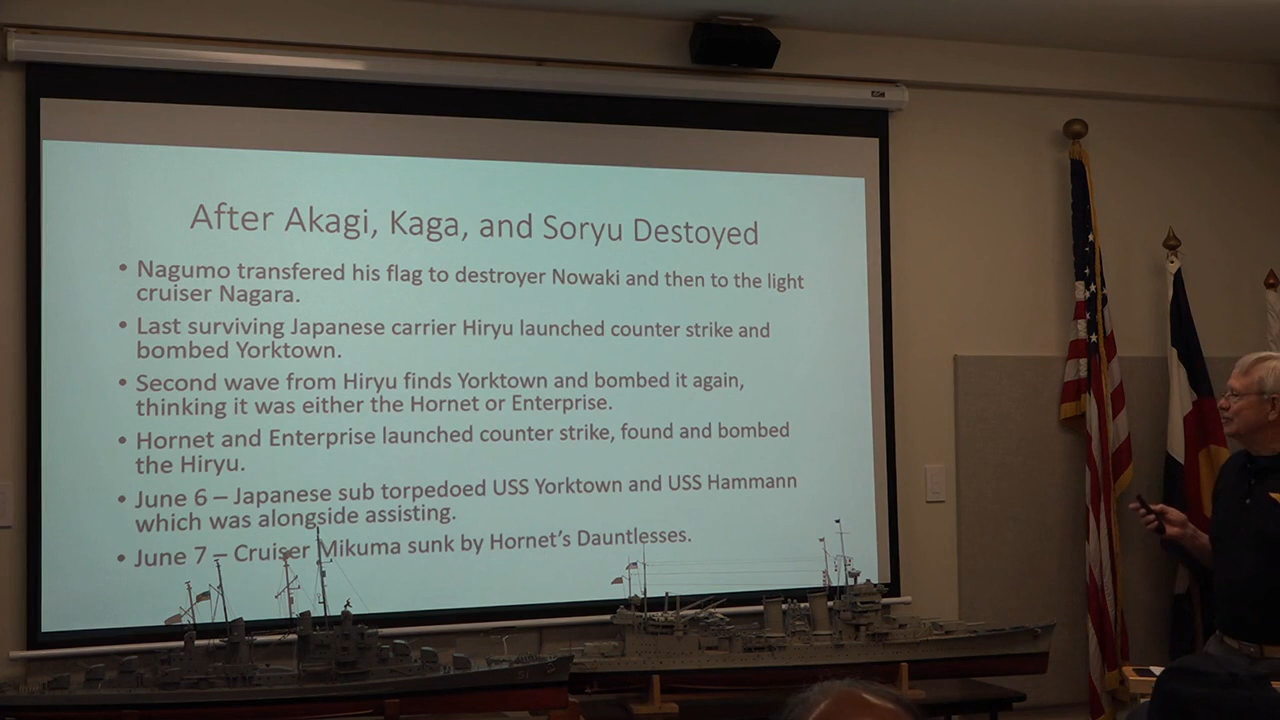 After Akagi, Kaga, and Soryu Destoyed
• Nagumo transfered his flag to destroyer Nowaki and then to the light
cruiser Nagara.
• Last surviving Japanese carrier Hiryu launched counter strike and
bombed Yorktown.
• Second wave from Hiryu finds Yorktown and bombed it again,
thinking it was either the Hornet or Enterprise.
• Hornet and Enterprise launched counter strike, found and bombed
the Hiryu.
• June 6 – Japanese sub torpedoed USS Yorktown and USS Hammann
which was alongside assisting.
• June 7 – Cruiser Mikuma sunk by Hornet's Dauntlesses.